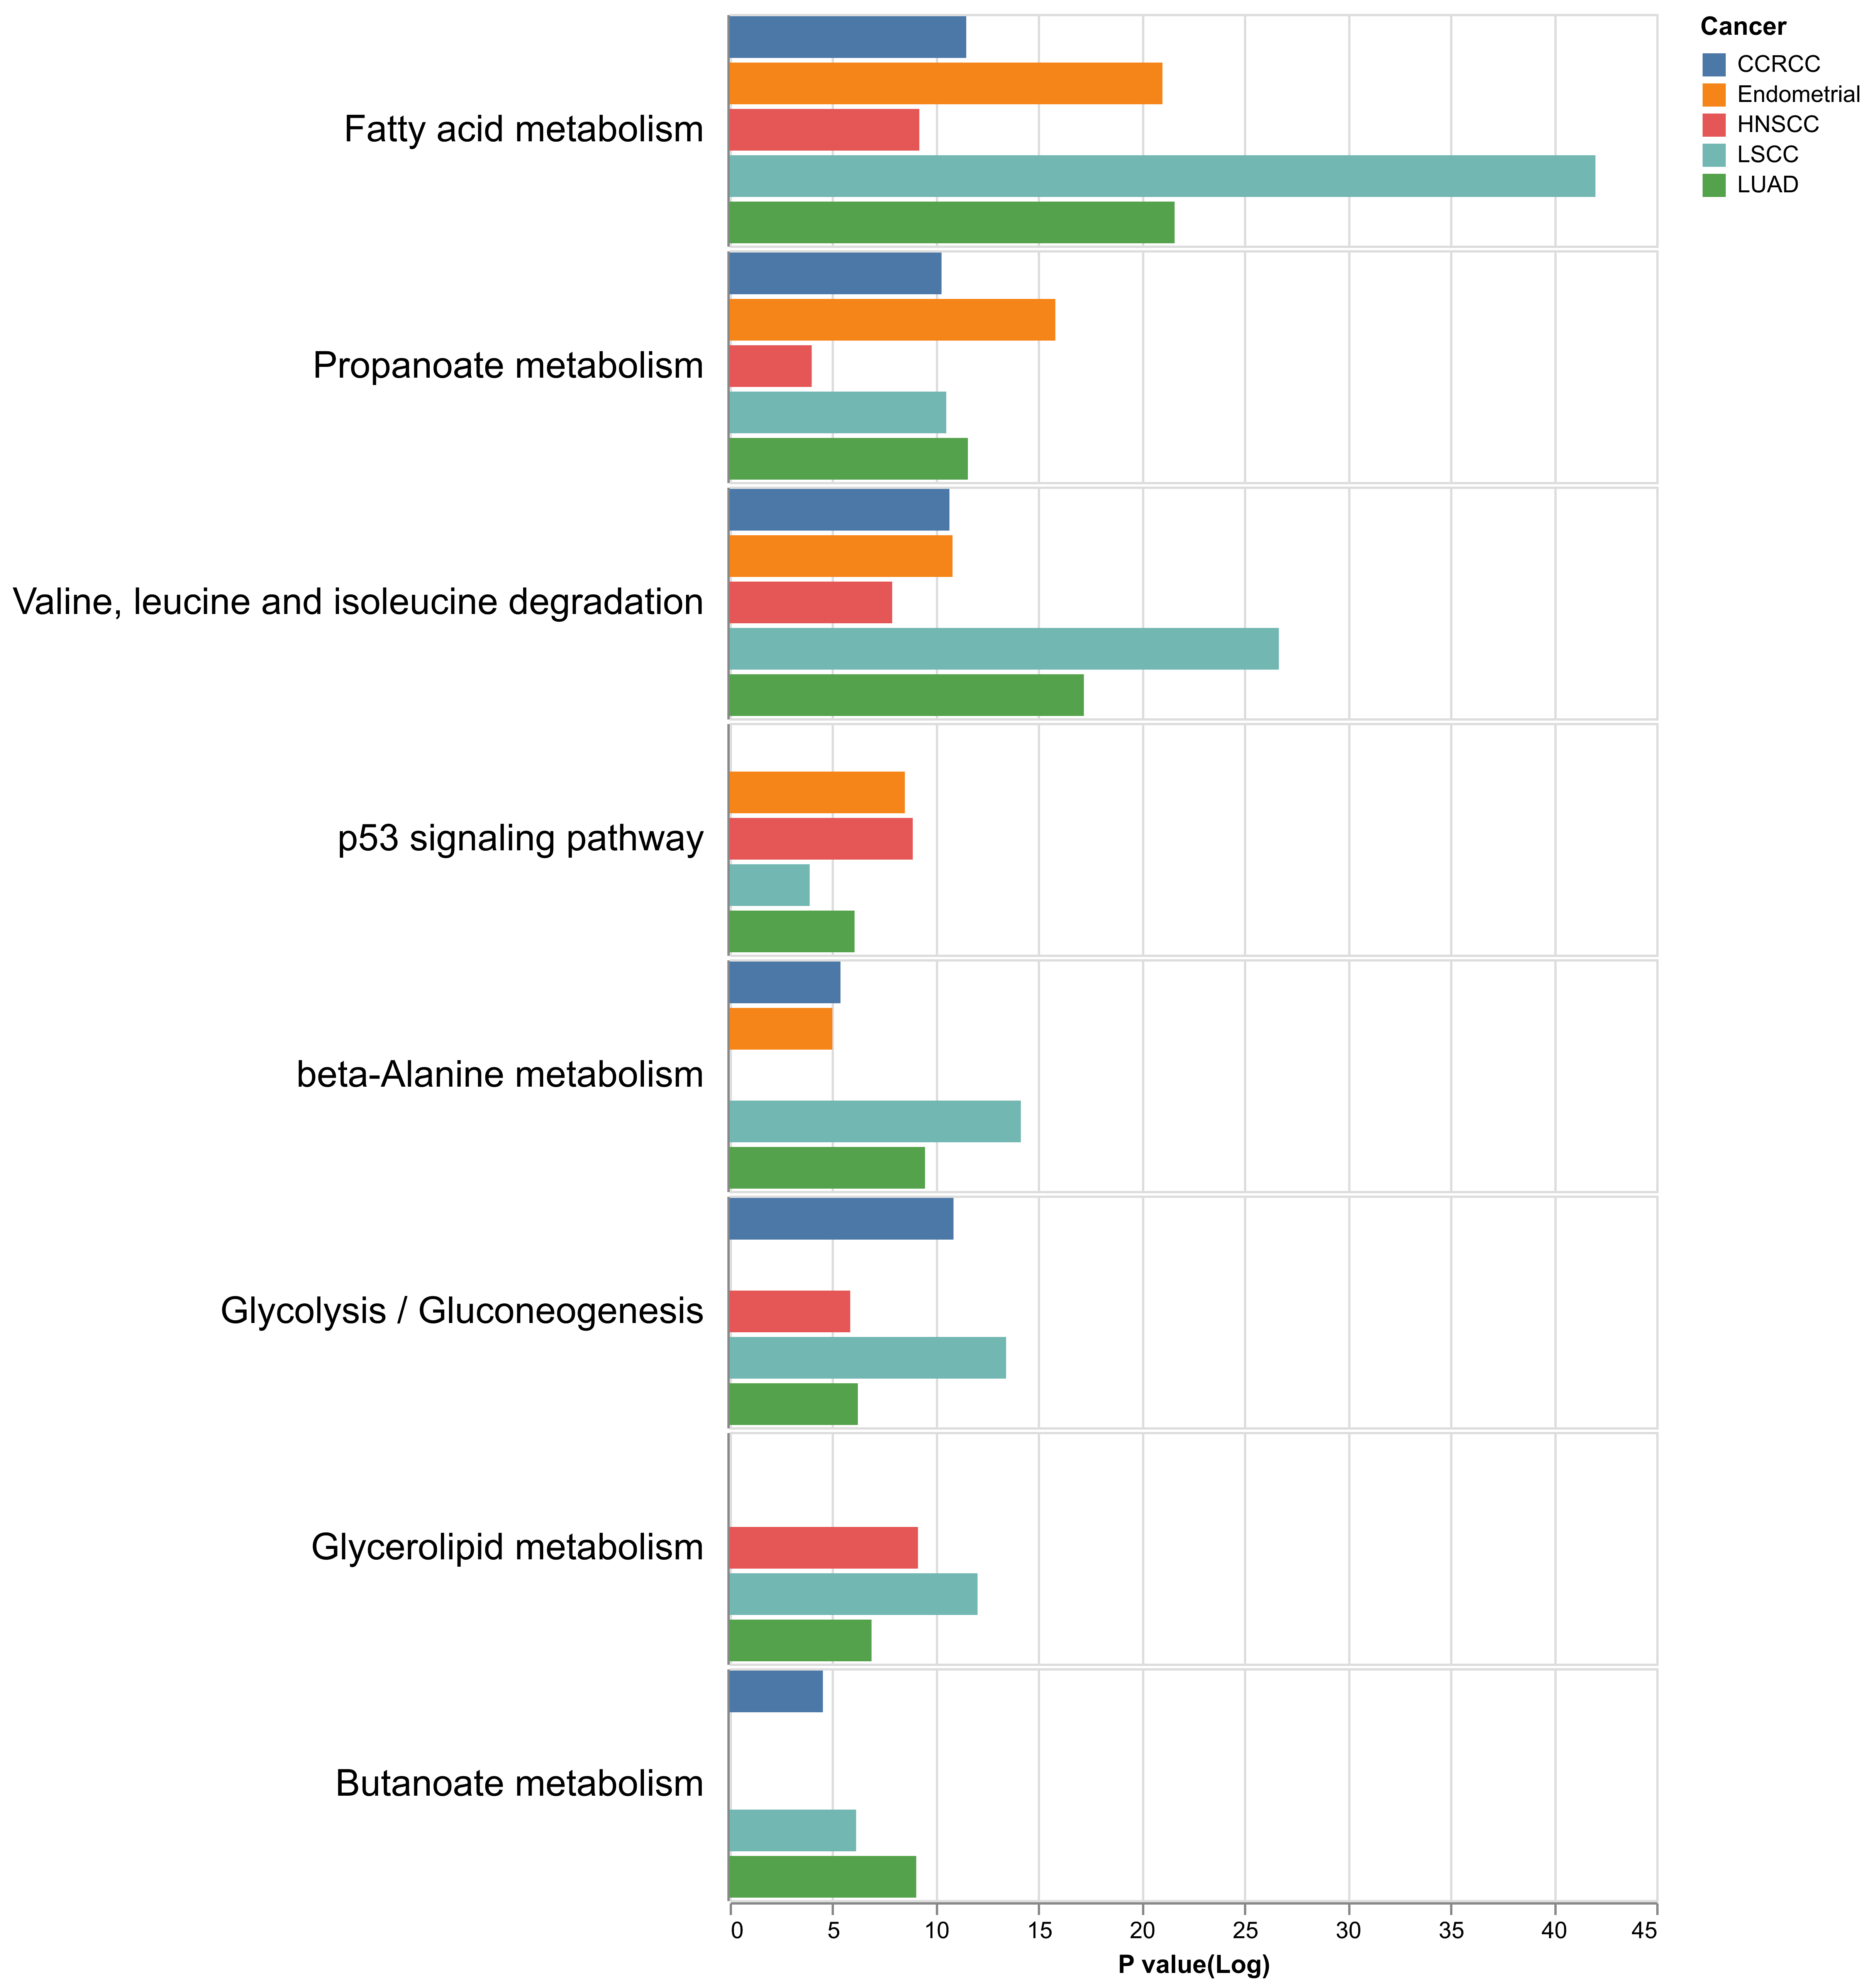 Cancer
CCRCC
Endometrial
HNSCC
LSCC
LUAD
Fatty acid metabolism
Propanoate metabolism
Valine, leucine and isoleucine degradation
p53 signaling pathway
beta-Alanine metabolism
Glycolysis / Gluconeogenesis
Glycerolipid metabolism
Butanoate metabolism
0 5 10 15 20 25 30 35 40 45
P value(Log)